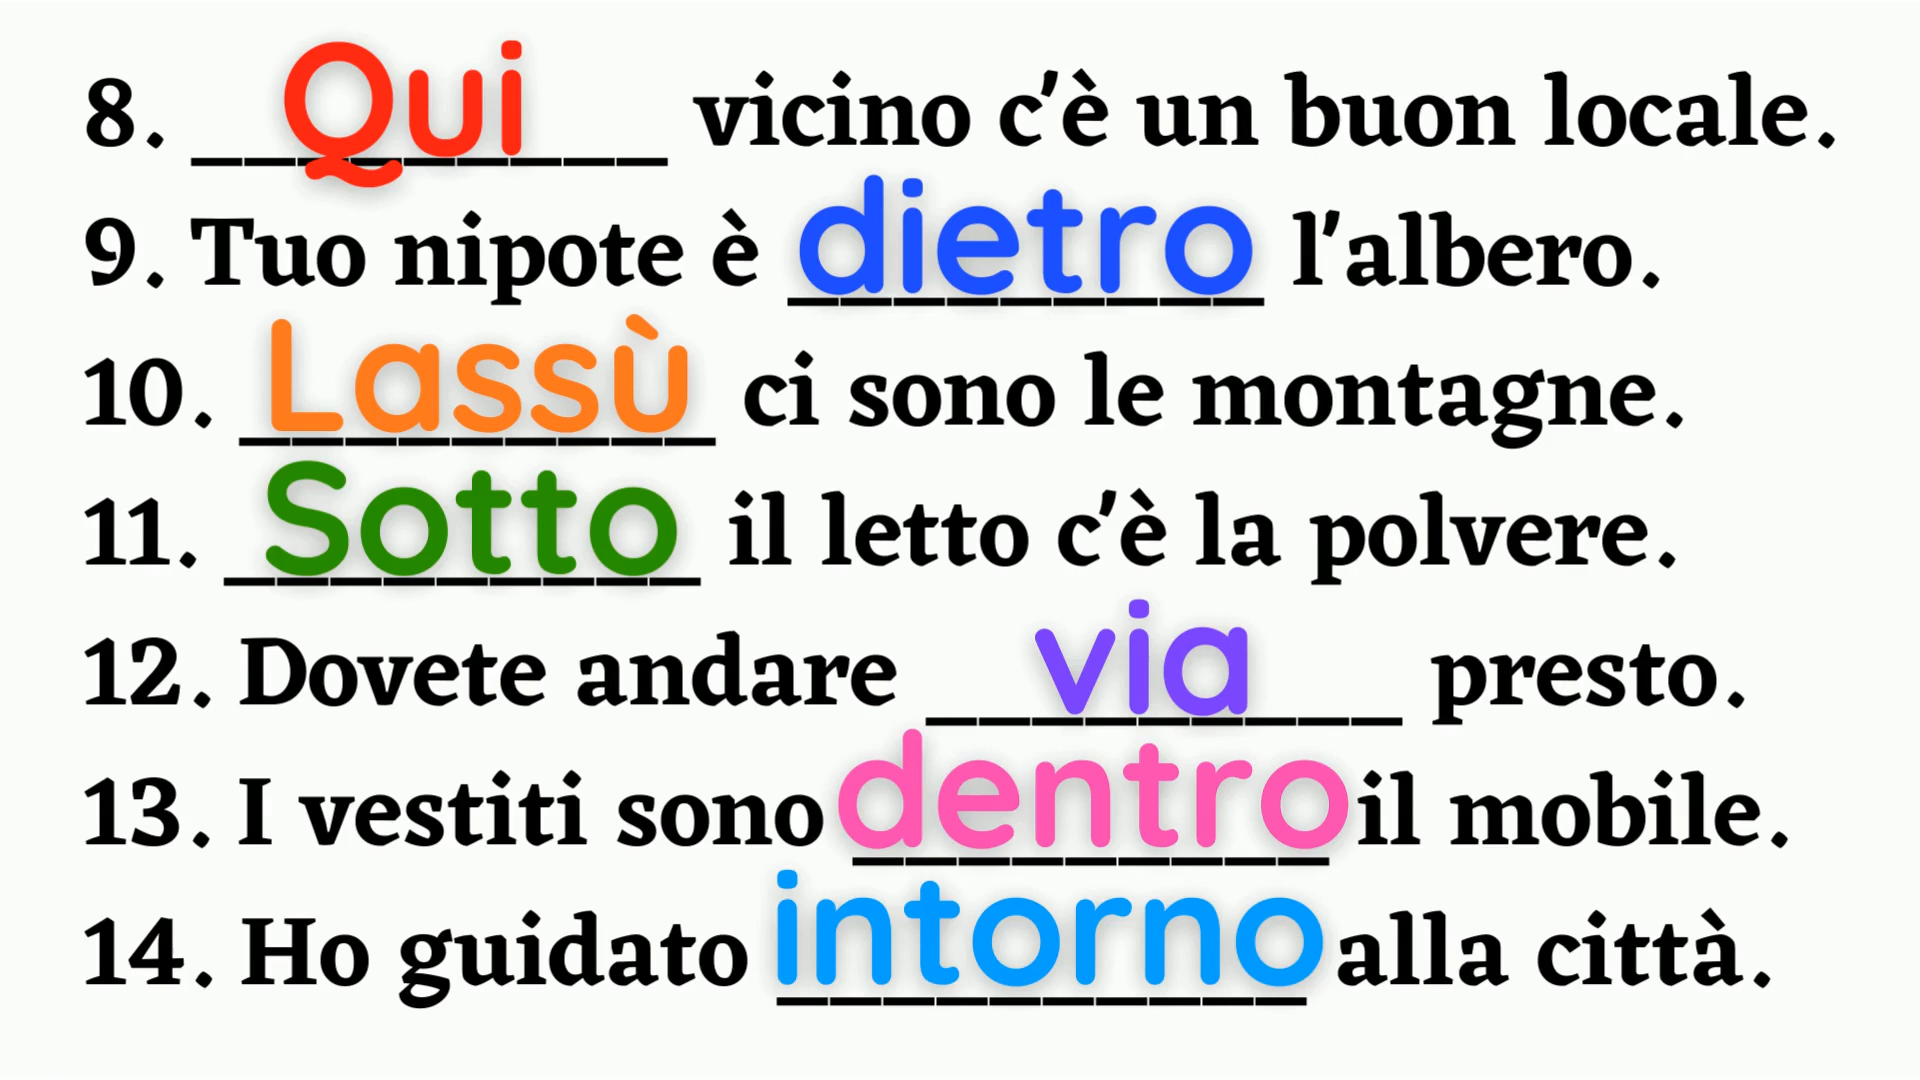 8. Qui vicino c'è un buon locale.
9. Tuo nipote è dietro l'albero.
10. Lassù ci sono le montagne.
11. Sotto il letto c'è la polvere.
12. Dovete andare via presto.
13. I vestiti sono dentro il mobile.
14. Ho guidato intorno alla città.